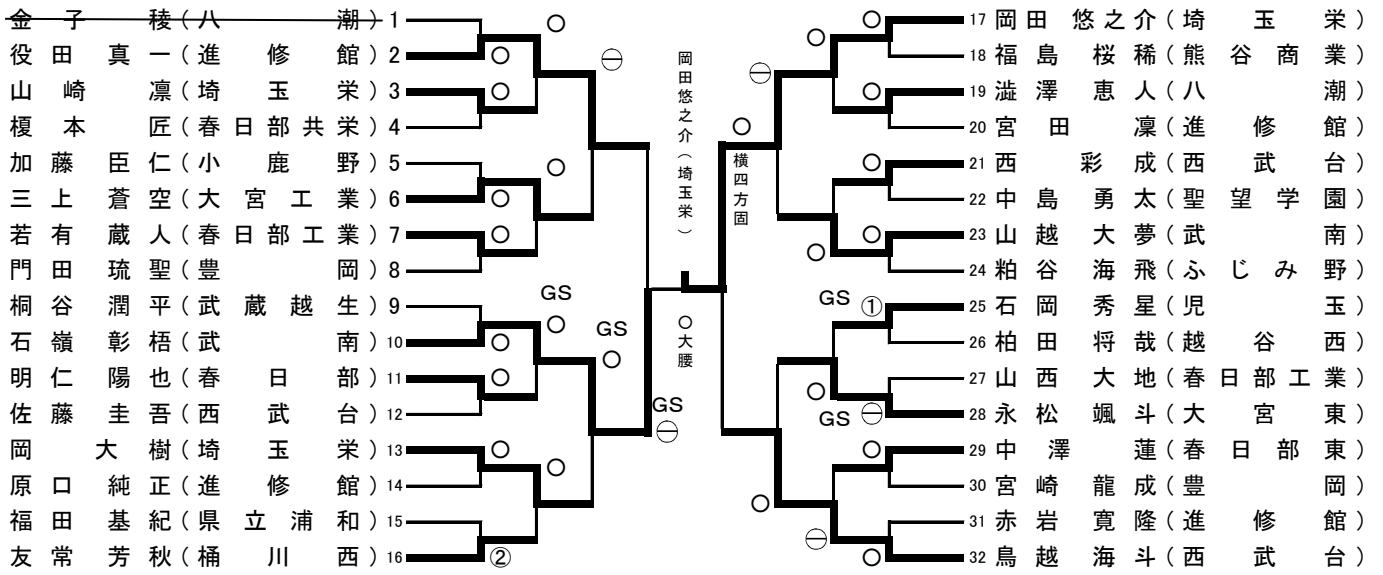 金子 稜(八潮)1
役田真一(進修館)2
山崎 凛(埼玉栄)3
榎本 匠(春日部共栄)4
加藤臣仁(小鹿野)5
三上蒼空(大宮工業)6
若有蔵人(春日部工業)7
門田琉聖(豊岡)8
桐谷潤平(武蔵越生)9
石嶺彰梧(武南)10
明仁陽也(春日部)11
佐藤圭吾(西武台)12
岡 大樹(埼玉栄)13
原口純正(進修館)14
福田基紀(県立浦和)15
友常芳秋(桶川西)16
○
○
○
○
○
○
○
○
○
②
GS
○
○
⊖
GS
○
GS
⊖
岡田悠之介(埼玉栄)
○大腰
○
横四方固
⊖
○
○
○
○
○
○
GS ①
○
GS ⊖
○
○
⊖
○
17 岡田悠之介(埼玉栄)
18 福島桜稀(熊谷商業)
19 澁澤恵人(八潮)
20 宮田 凜(進修館)
21 西 彩成(西武台)
22 中島勇太(聖望学園)
23 山越大夢(武南)
24 粕谷海飛(ふじみ野)
25 石岡秀星(児玉)
26 柏田将哉(越谷西)
27 山西大地(春日部工業)
28 永松颯斗(大宮東)
29 中澤 蓮(春日部東)
30 宮崎龍成(豊岡)
31 赤岩寛隆(進修館)
32 鳥越海斗(西武台)